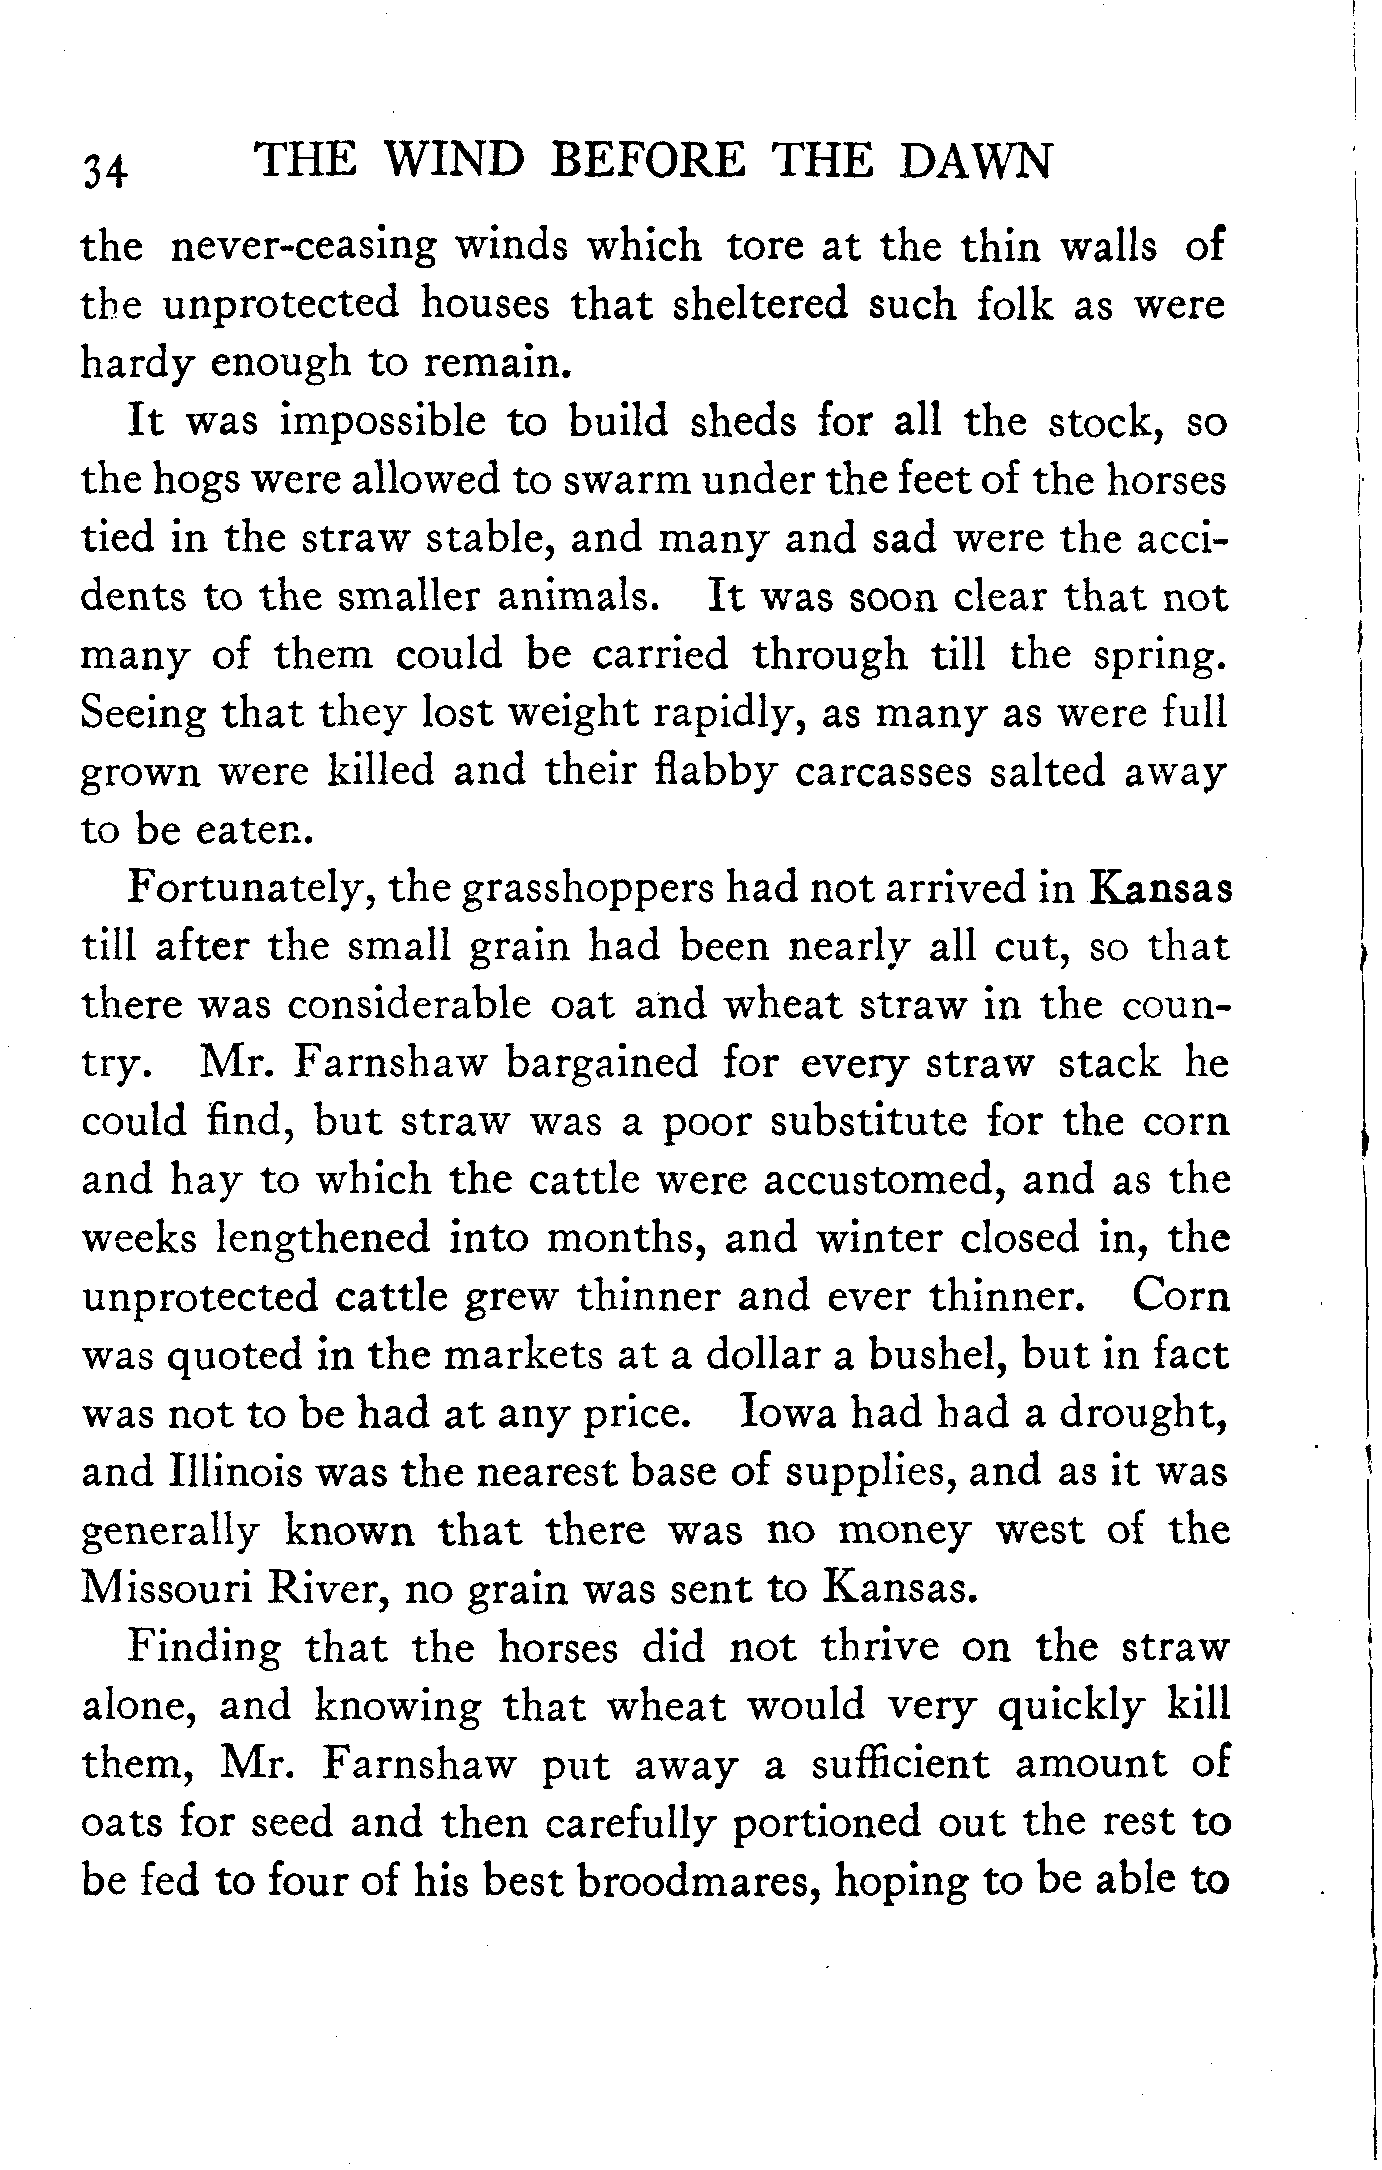 34 THE WIND BEFORE THE DAWN
the never-ceasing winds which tore at the thin walls of
the unprotected houses that sheltered such folk as were
hardy enough to remain.
It was impossible to build sheds for all the stock, so
the hogs were allowed to swarm under the feet of the horses
tied in the straw stable, and many and sad were the acci-
dents to the smaller animals. It was soon clear that not
many of them could be carried through till the spring.
Seeing that they lost weight rapidly, as many as were full
grown were killed and their flabby carcasses salted away
to be eaten.
Fortunately, the grasshoppers had not arrived in Kansas
till after the small grain had been nearly all cut, so that
there was considerable oat and wheat straw in the coun-
try. Mr. Farnshaw bargained for every straw stack he
could find, but straw was a poor substitute for the corn
and hay to which the cattle were accustomed, and as the
weeks lengthened into months, and winter closed in, the
unprotected cattle grew thinner and ever thinner. Corn
was quoted in the markets at a dollar a bushel, but in fact
was not to be had at any price. Iowa had had a drought,
and Illinois was the nearest base of supplies, and as it was
generally known that there was no money west of the
Missouri River, no grain was sent to Kansas.
Finding that the horses did not thrive on the straw
alone, and knowing that wheat would very quickly kill
them, Mr. Farnshaw put away a sufficient amount of
oats for seed and then carefully portioned out the rest to
be fed to four of his best broodmares, hoping to be able to